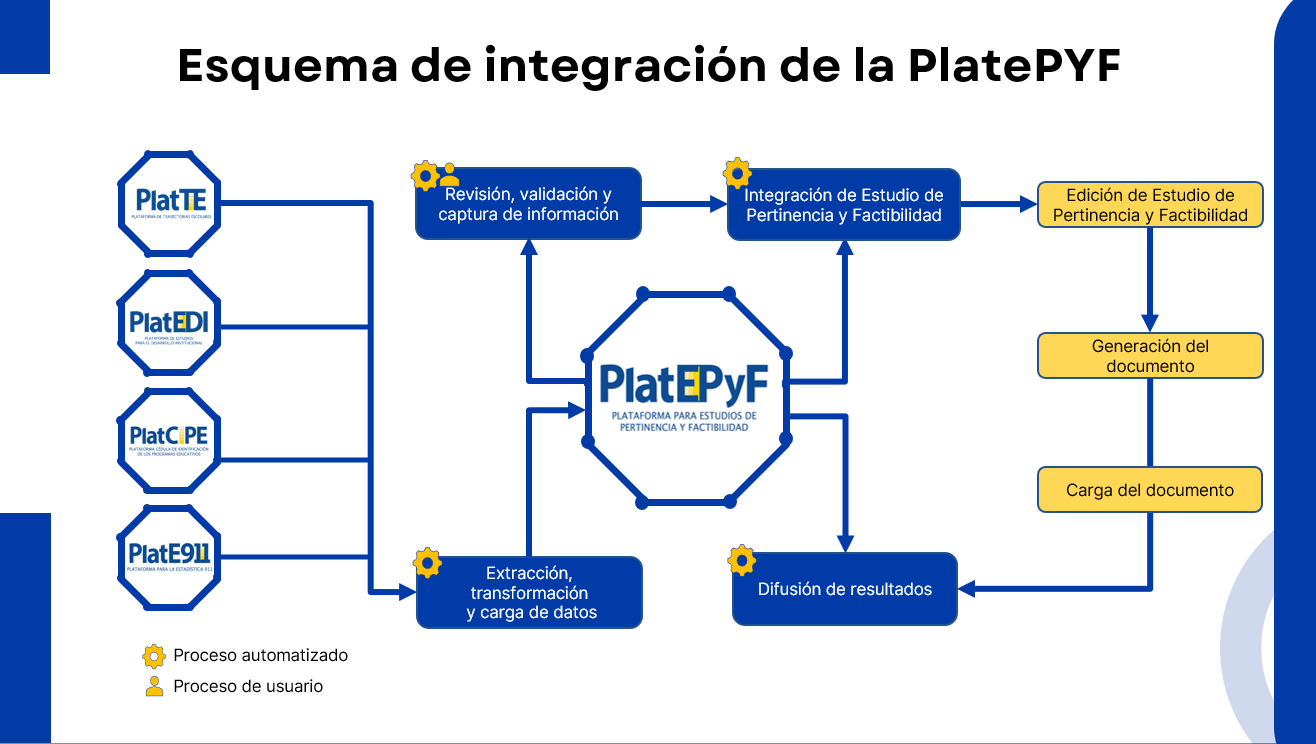 Esquema de integración de la PlatePYF
PlatTE
PLATAFORMA DE TRAYECTORIAS ESCOLARES
PlatEDI
PLATAFORMA DE ESTUDIOS
PARA EL DESARROLLO INSTITUCIONAL
PlatCiPE
PLATAFORMA CÉDULA DE IDENTIFICACIÓN
DE LOS PROGRAMAS EDUCATIVOS
PlatE911
PLATAFORMA PARA LA ESTADÍSTICA 911
Revisión, validación y
captura de información
Integración de Estudio de
Pertinencia y Factibilidad
Edición de Estudio de
Pertinencia y Factibilidad
Generación del
documento
Carga del documento
PlatEPyF
PLATAFORMA PARA ESTUDIOS DE
PERTINENCIA Y FACTIBILIDAD
Extracción,
transformación
y carga de datos
Difusión de resultados
Proceso automatizado
Proceso de usuario